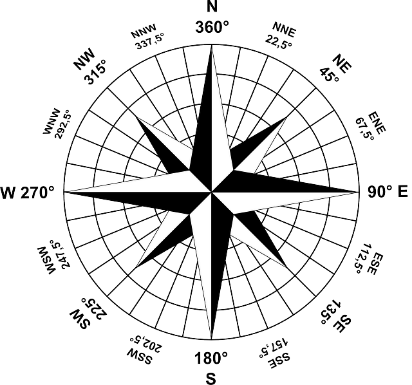 N
360°
NNE
22,5°
NE
45°
ENE
67,5°
90° E
ESE
112,5°
SE
135°
SSE
157,5°
180°
S
SSW
202,5°
SW
225°
WSW
247,5°
W 270°
WNW
292,5°
NW
315°
NNW
337,5°